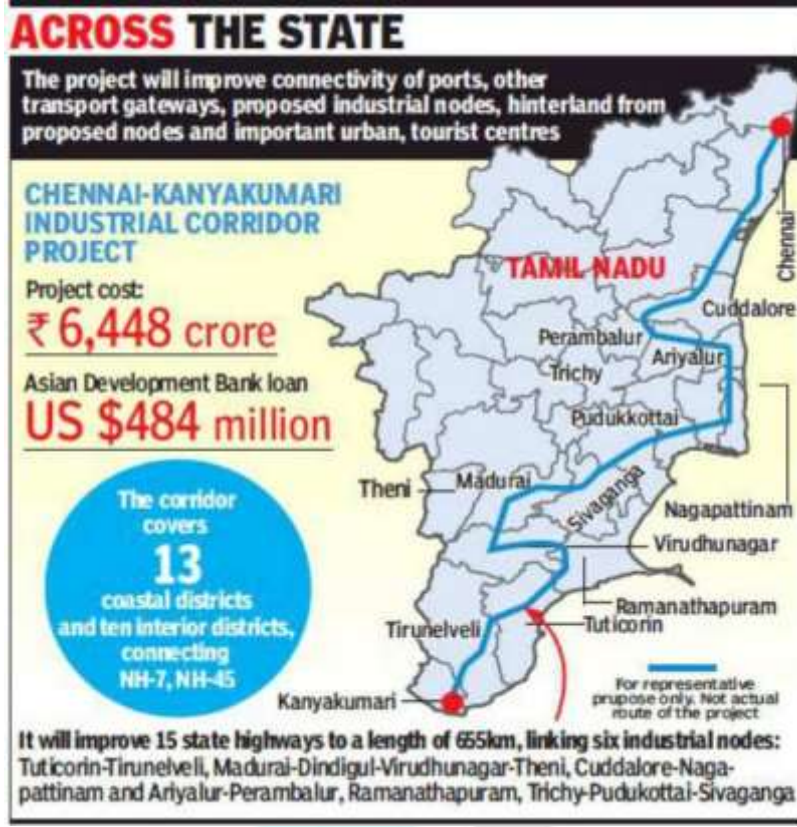 ACROSS THE STATE
The project will improve connectivity of ports, other
transport gateways, proposed industrial nodes, hinterland from
proposed nodes and important urban, tourist centres
CHENNAI-KANYAKUMARI
INDUSTRIAL CORRIDOR
PROJECT
Project cost:
₹ 6,448 crore
Asian Development Bank loan
US $484 million
The corridor
covers
13
coastal districts
and ten interior districts,
connecting
NH-7, NH-45
TAMIL NADU
Chennai
Cuddalore
Perambalur
Ariyalur
Trichy
Pudukkottai
Theni
Madurai
Sivaganga
Nagapattinam
Virudhunagar
Ramanathapuram
Tuticorin
Tirunelveli
Kanyakumari
For representative
prupose only. Not actual
route of the project
It will improve 15 state highways to a length of 655km, linking six industrial nodes:
Tuticorin-Tirunelveli, Madurai-Dindigul-Virudhunagar-Theni, Cuddalore-Naga-
pattinam and Ariyalur-Perambalur, Ramanathapuram, Trichy-Pudukottai-Sivaganga